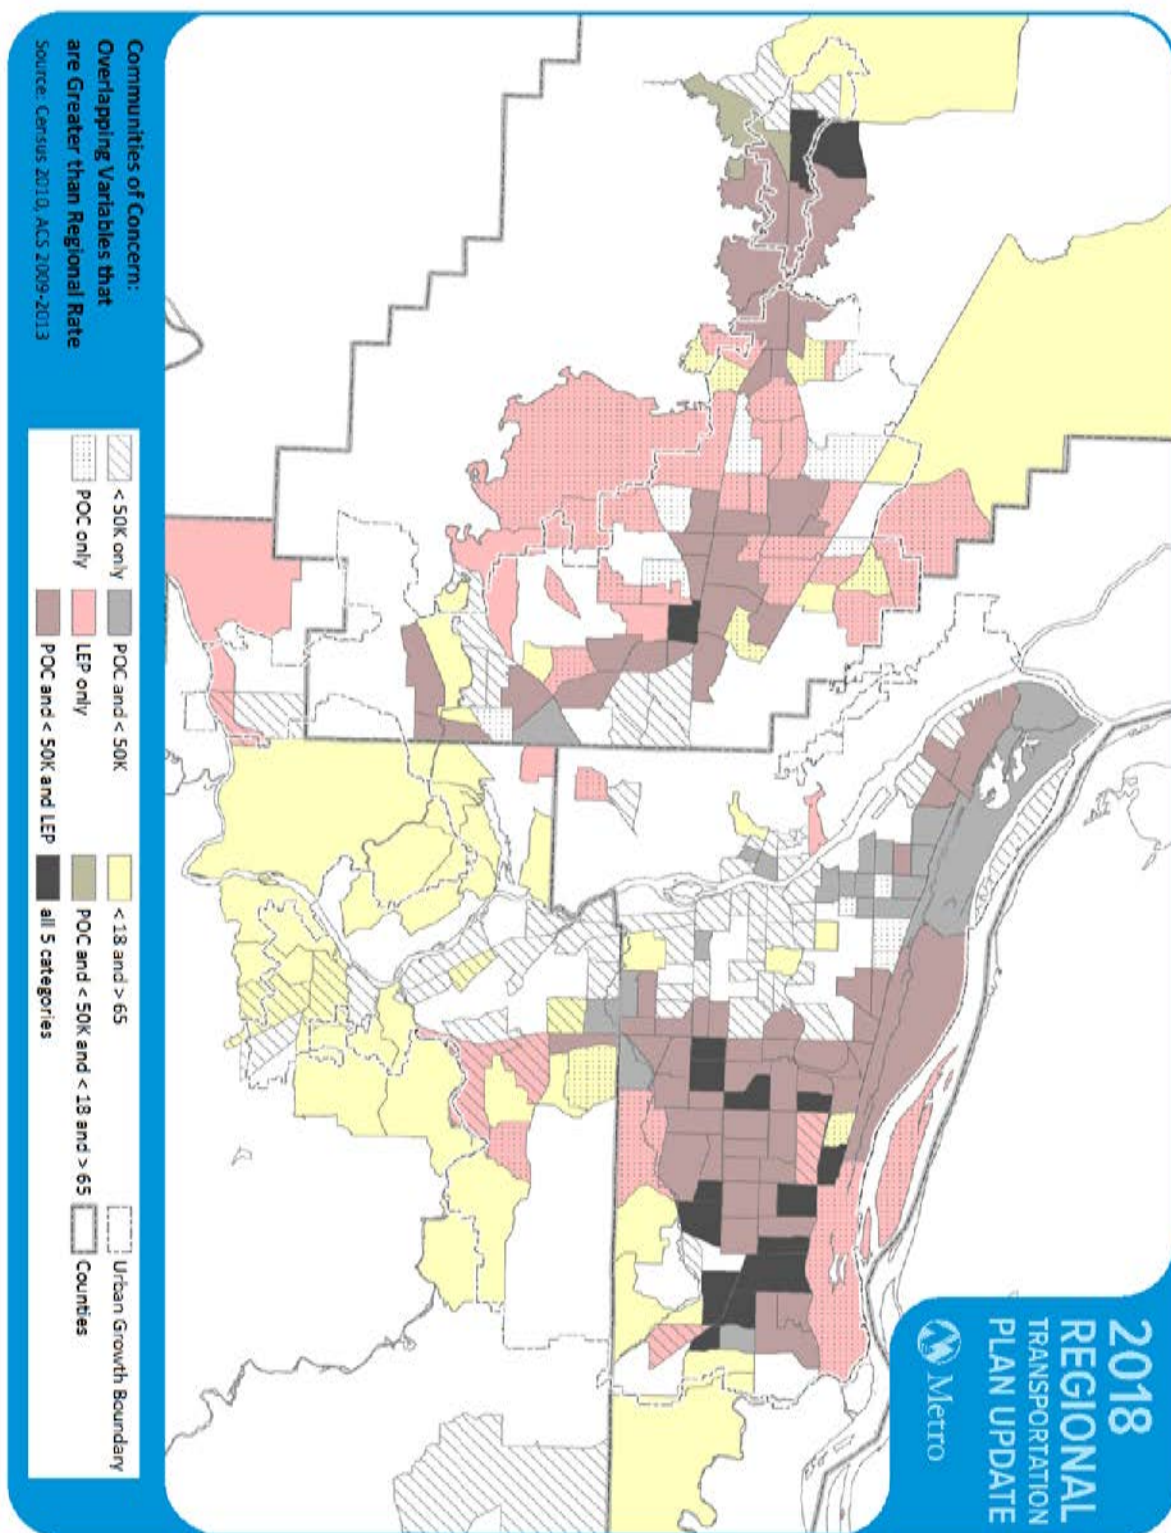 2018
REGIONAL
TRANSPORTATION
PLAN UPDATE
Metro
Communities of Concern:
Overlapping Variables that
are Greater than Regional Rate
Source: Census 2010, ACS 2009-2013
< 50K only
POC and < 50K
< 18 and > 65
Urban Growth Boundary
POC only
LEP only
POC and < 50K and < 18 and > 65
Counties
POC and < 50K and LEP
all 5 categories